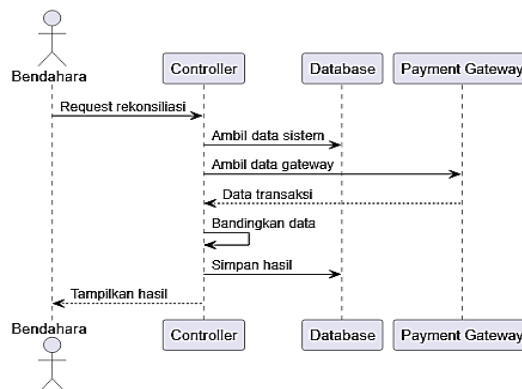 Bendahara
Controller
Database
Payment Gateway
Request rekonsiliasi
Ambil data sistem
Ambil data gateway
Data transaksi
Bandingkan data
Simpan hasil
Tampilkan hasil
Bendahara
Controller
Database
Payment Gateway